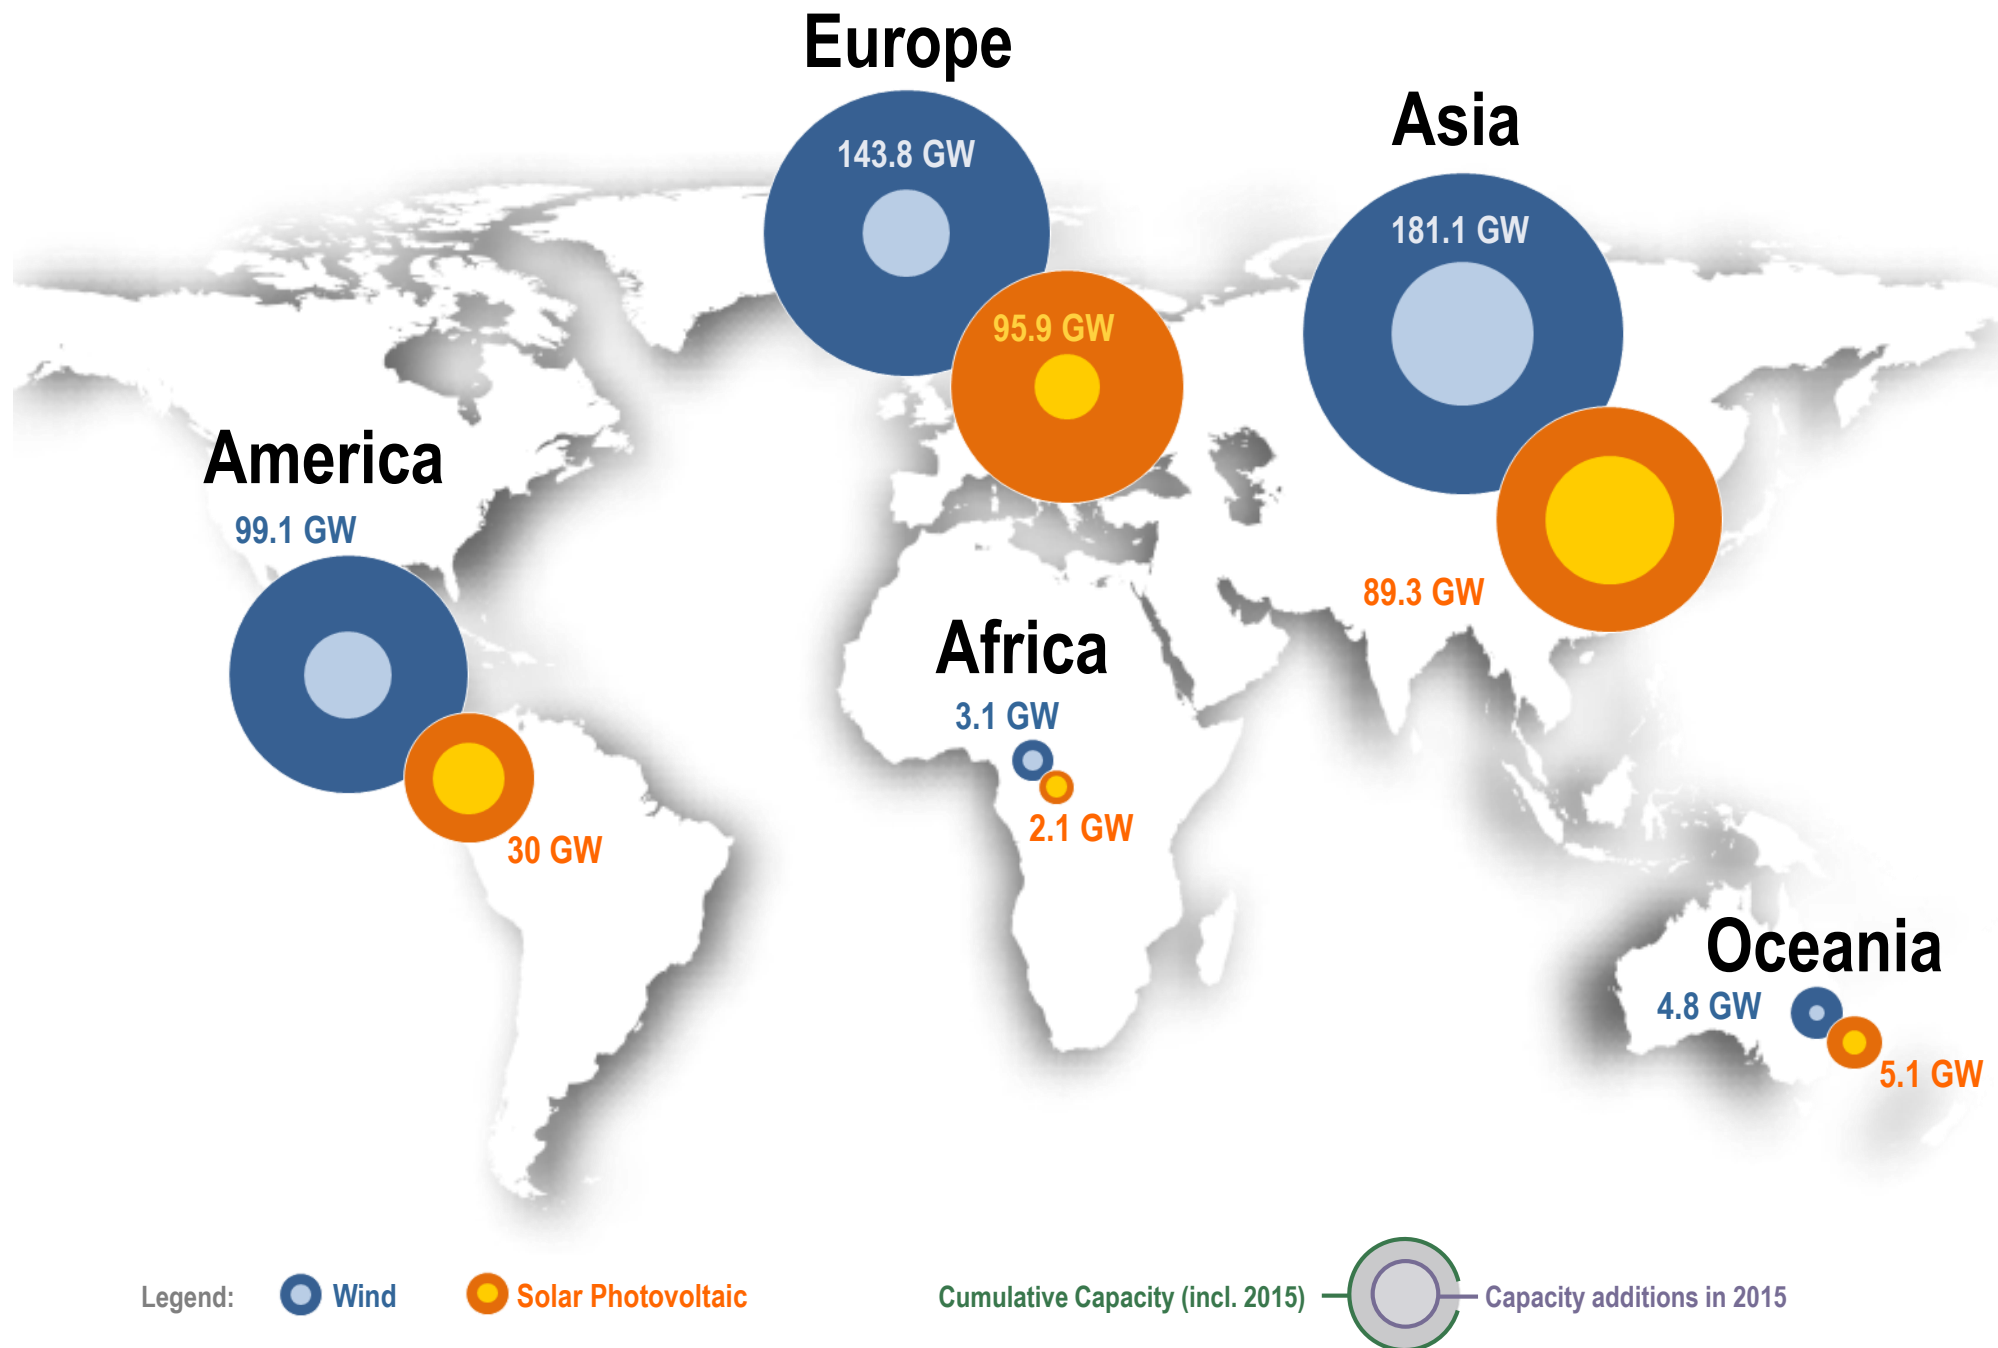 Europe
143.8 GW
95.9 GW
Asia
181.1 GW
89.3 GW
America
99.1 GW
30 GW
Africa
3.1 GW
2.1 GW
Oceania
4.8 GW
5.1 GW
Legend:
Wind
Solar Photovoltaic
Cumulative Capacity (incl. 2015)
Capacity additions in 2015